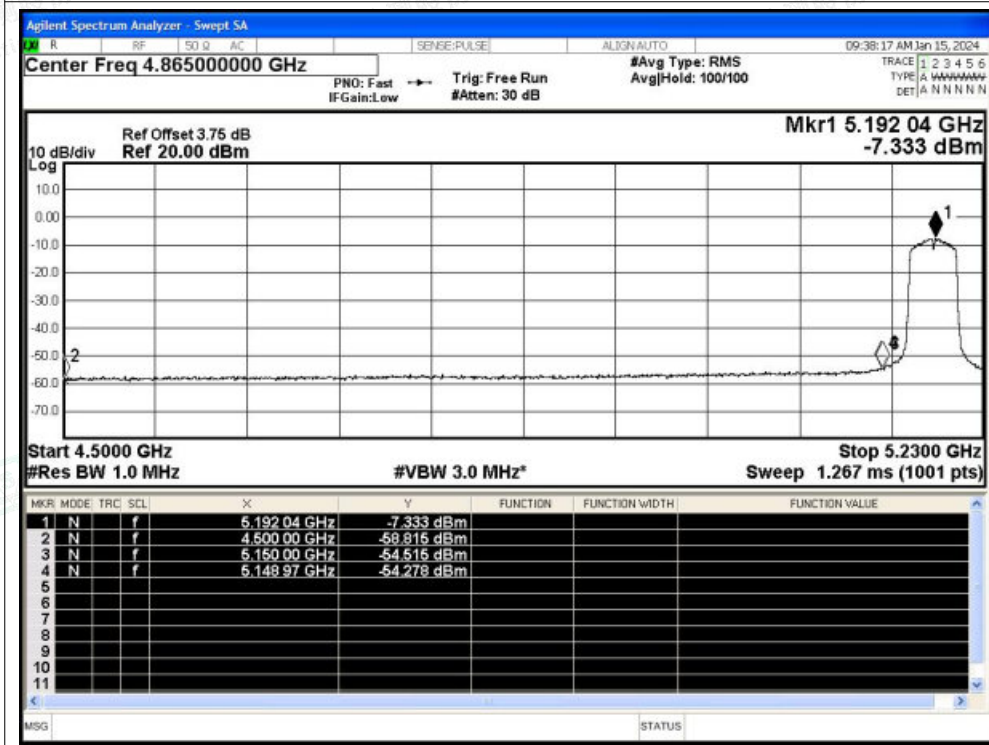 Agilent Spectrum Analyzer - Swept SA
R RF 50 Ω AC SENSE:PULSE ALIGN AUTO 09:38:17 AM Jan 15, 2024
Center Freq 4.865000000 GHz
PNO: Fast
IFGain:Low
Trig: Free Run
#Atten: 30 dB
#Avg Type: RMS
Avg|Hold: 100/100
TRACE 1 2 3 4 5 6
TYPE A WWWWW
DET A N N N N N
Ref Offset 3.75 dB
10 dB/div Ref 20.00 dBm
Log
Mkr1 5.192 04 GHz
-7.333 dBm
10.0
0.00
-10.0
-20.0
-30.0
-40.0
-50.0
-60.0
-70.0
1
2
4
Start 4.5000 GHz Stop 5.2300 GHz
#Res BW 1.0 MHz #VBW 3.0 MHz* Sweep 1.267 ms (1001 pts)
MKR MODE TRC SCL X Y FUNCTION FUNCTION WIDTH FUNCTION VALUE
1 N f 5.192 04 GHz -7.333 dBm
2 N f 4.500 00 GHz -58.815 dBm
3 N f 5.150 00 GHz -54.515 dBm
4 N f 5.148 97 GHz -54.278 dBm
5
6
7
8
9
10
11
MSG STATUS